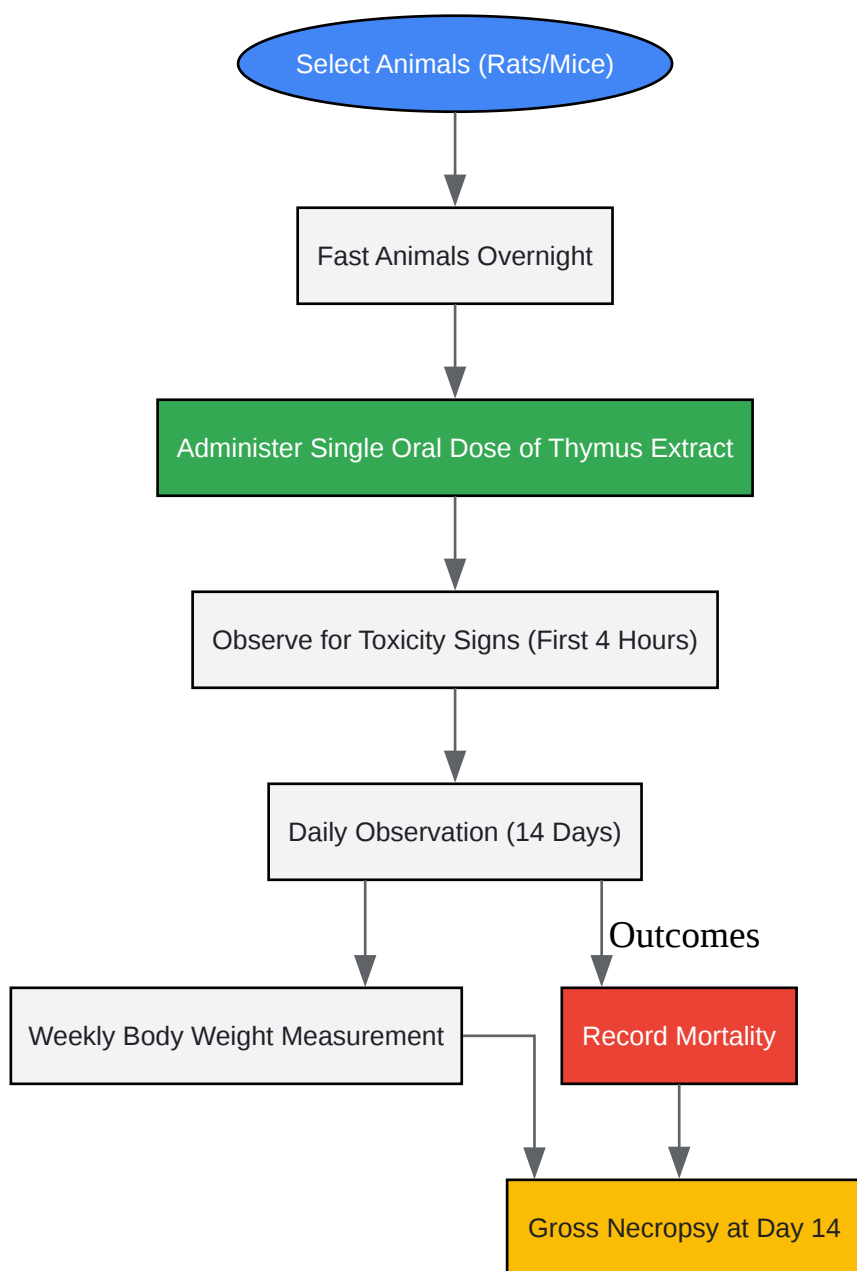 Select Animals (Rats/Mice)
Fast Animals Overnight
Administer Single Oral Dose of Thymus Extract
Observe for Toxicity Signs (First 4 Hours)
Daily Observation (14 Days)
Outcomes
Weekly Body Weight Measurement
Record Mortality
Gross Necropsy at Day 14